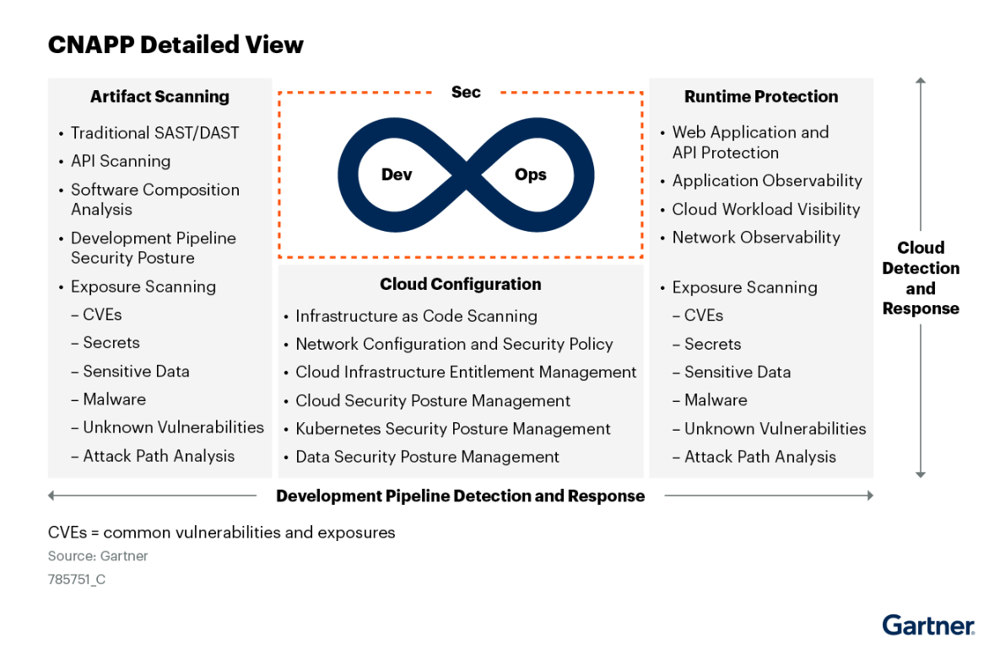 CNAPP Detailed View
Artifact Scanning
• Traditional SAST/DAST
• API Scanning
• Software Composition
Analysis
• Development Pipeline
Security Posture
• Exposure Scanning
– CVEs
– Secrets
– Sensitive Data
– Malware
– Unknown Vulnerabilities
– Attack Path Analysis
Sec
Dev
Ops
Cloud Configuration
• Infrastructure as Code Scanning
• Network Configuration and Security Policy
• Cloud Infrastructure Entitlement Management
• Cloud Security Posture Management
• Kubernetes Security Posture Management
• Data Security Posture Management
Runtime Protection
• Web Application and
API Protection
• Application Observability
• Cloud Workload Visibility
• Network Observability
• Exposure Scanning
– CVEs
– Secrets
– Sensitive Data
– Malware
– Unknown Vulnerabilities
– Attack Path Analysis
Cloud
Detection
and
Response
Development Pipeline Detection and Response
CVEs = common vulnerabilities and exposures
Source: Gartner
785751_C
Gartner®